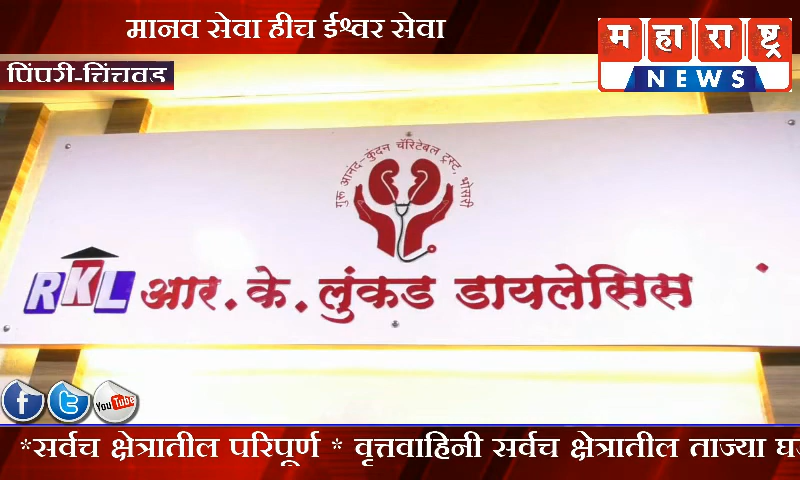 मानव सेवा हीच ईश्वर सेवा
महाराष्ट्र
NEWS
पिंपरी-चिंचवड
गुरू आनंद-कुंदन चॅरिटेबल ट्रस्ट, भोसरी
RKL आर. के. लुंकड डायलेसिस
You Tube
*सर्वच क्षेत्रातील परिपूर्ण * वृत्तवाहिनी सर्वच क्षेत्रातील ताज्या